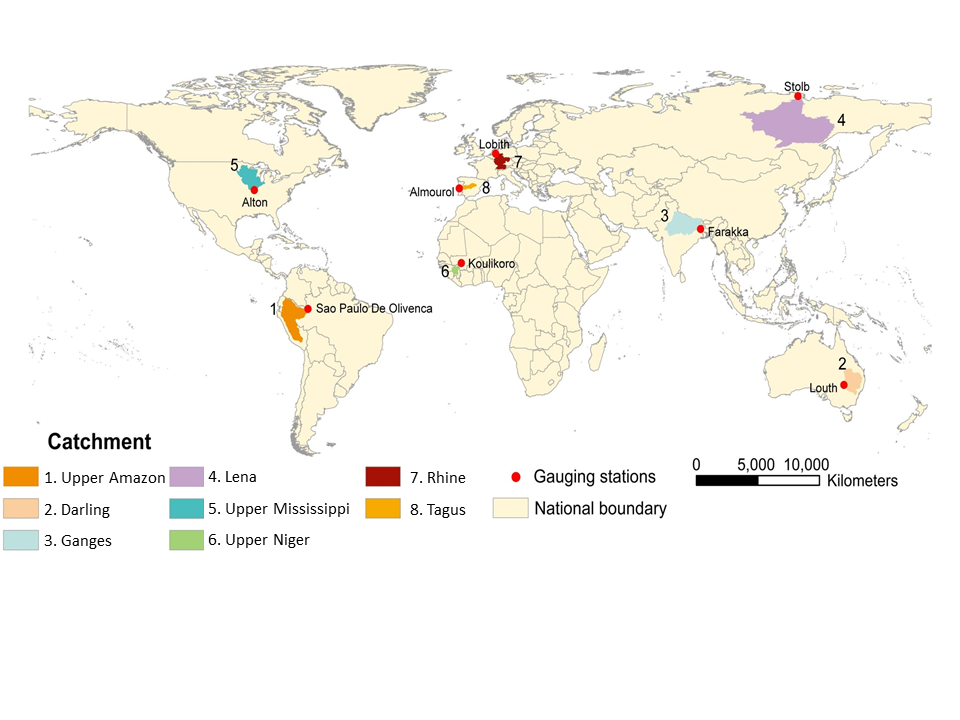 Stolb
4
Lobith
7
5
Alton
Almourol
8
3
Farakka
Koulikoro
6
1
Sao Paulo De Olivenca
2
Louth
Catchment
1. Upper Amazon
4. Lena
7. Rhine
Gauging stations
2. Darling
5. Upper Mississippi
8. Tagus
National boundary
3. Ganges
6. Upper Niger
0 5,000 10,000
Kilometers